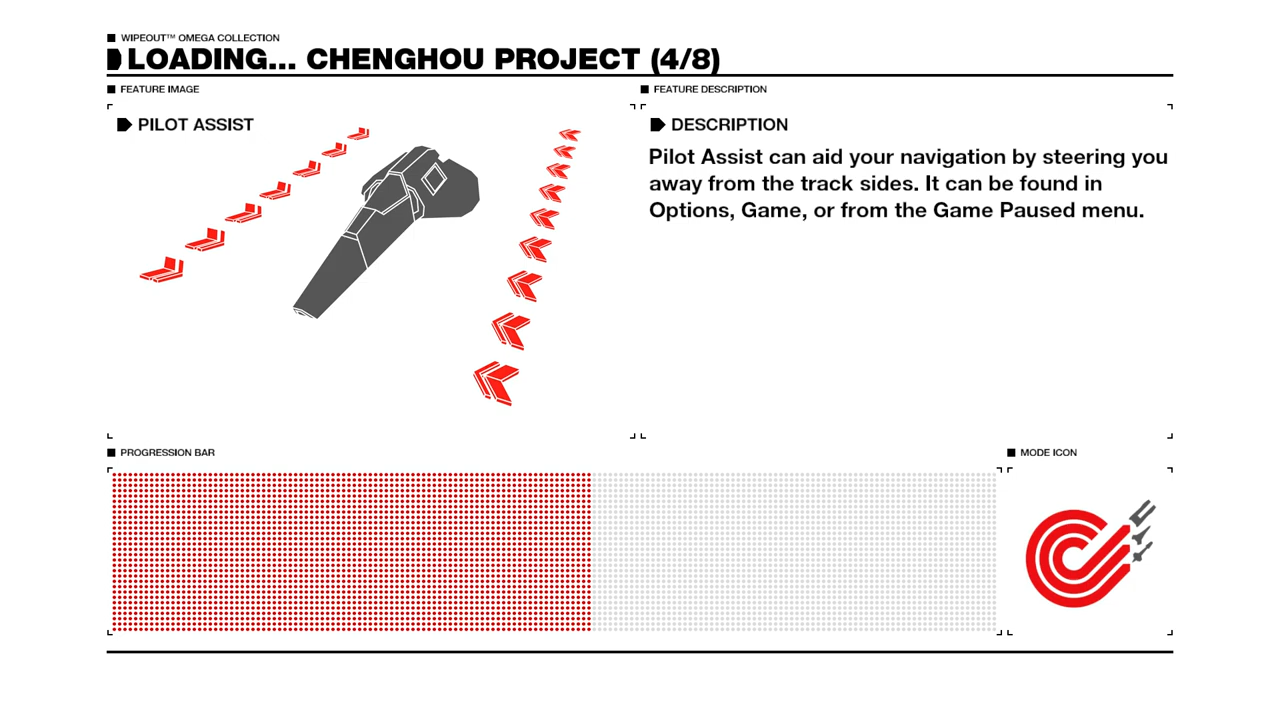 WIPEOUT™ OMEGA COLLECTION
LOADING... CHENGHOU PROJECT (4/8)
FEATURE IMAGE
PILOT ASSIST
FEATURE DESCRIPTION
DESCRIPTION
Pilot Assist can aid your navigation by steering you
away from the track sides. It can be found in
Options, Game, or from the Game Paused menu.
PROGRESSION BAR
MODE ICON